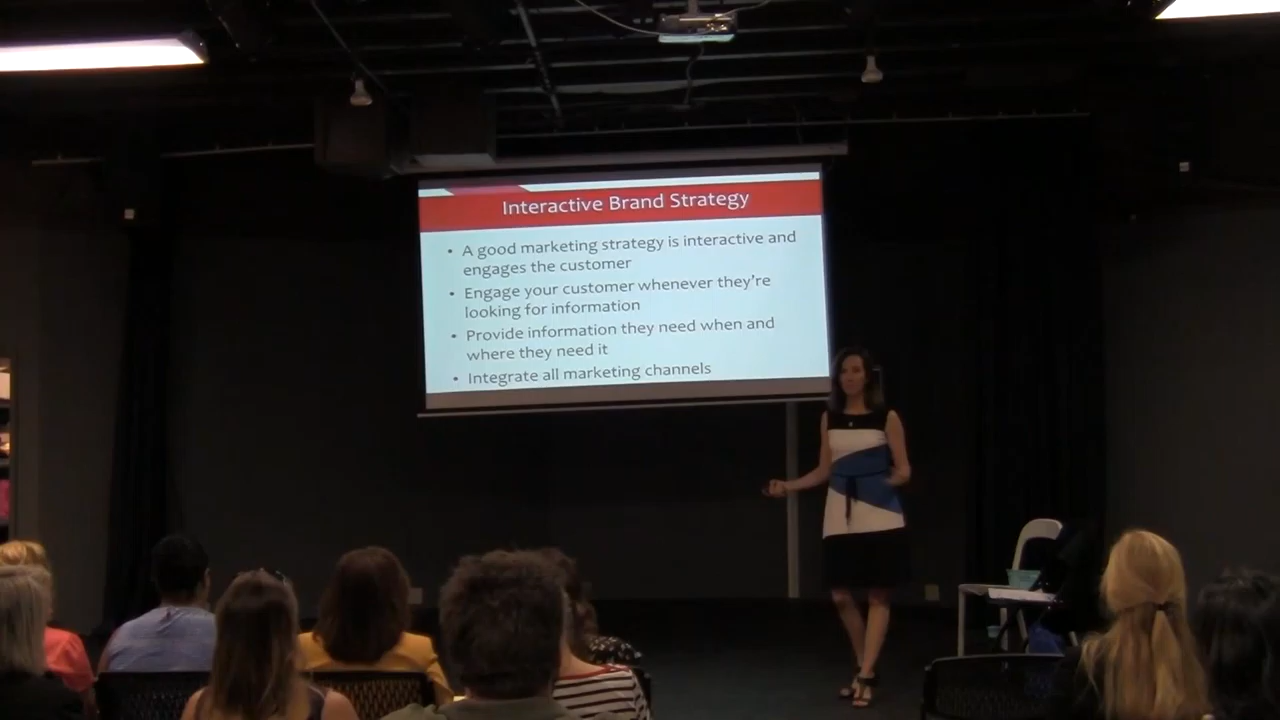 Interactive Brand Strategy
• A good marketing strategy is interactive and
engages the customer
• Engage your customer whenever they're
looking for information
• Provide information they need when and
where they need it
• Integrate all marketing channels